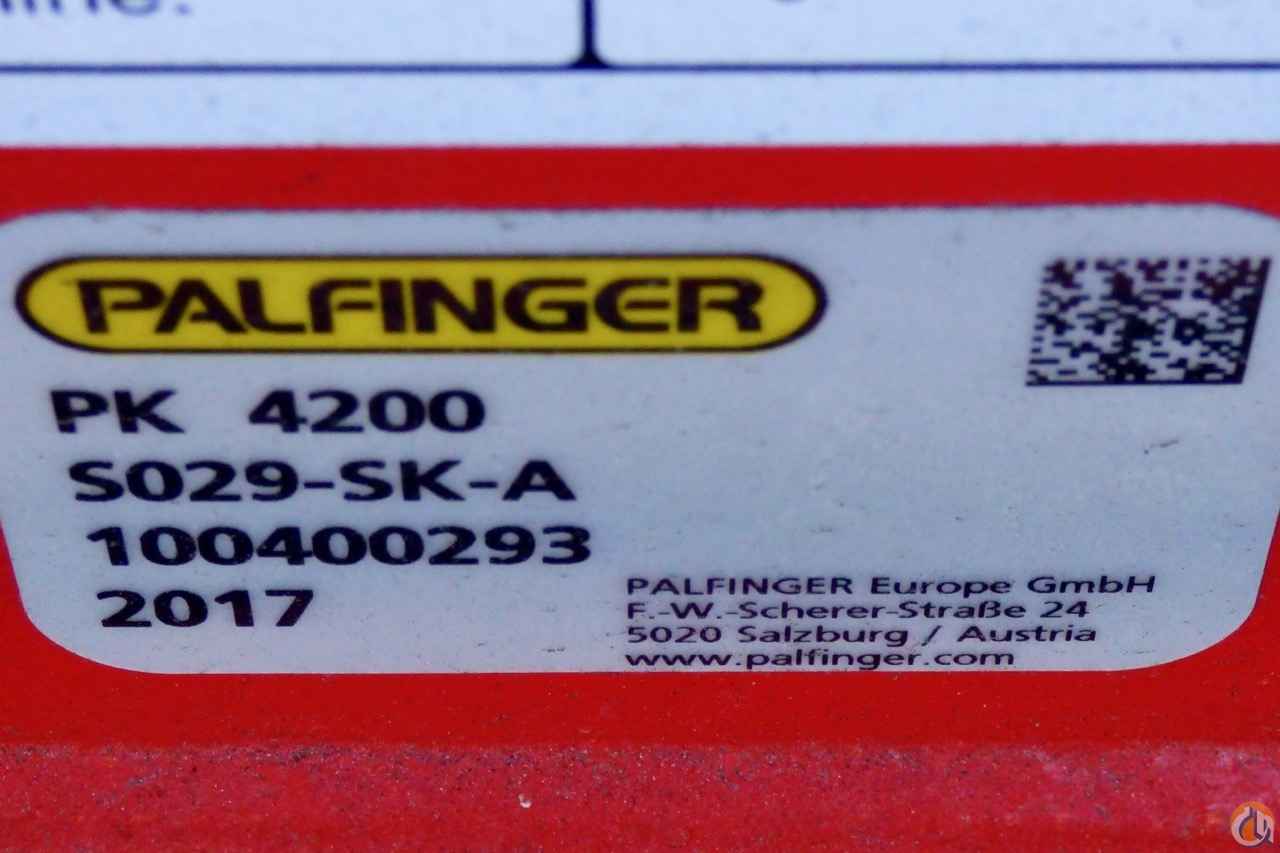 PALFINGER
PK 4200
S029-SK-A
100400293
2017
PALFINGER Europe GmbH
F.-W.-Scherer-Straße 24
5020 Salzburg / Austria
www.palfinger.com